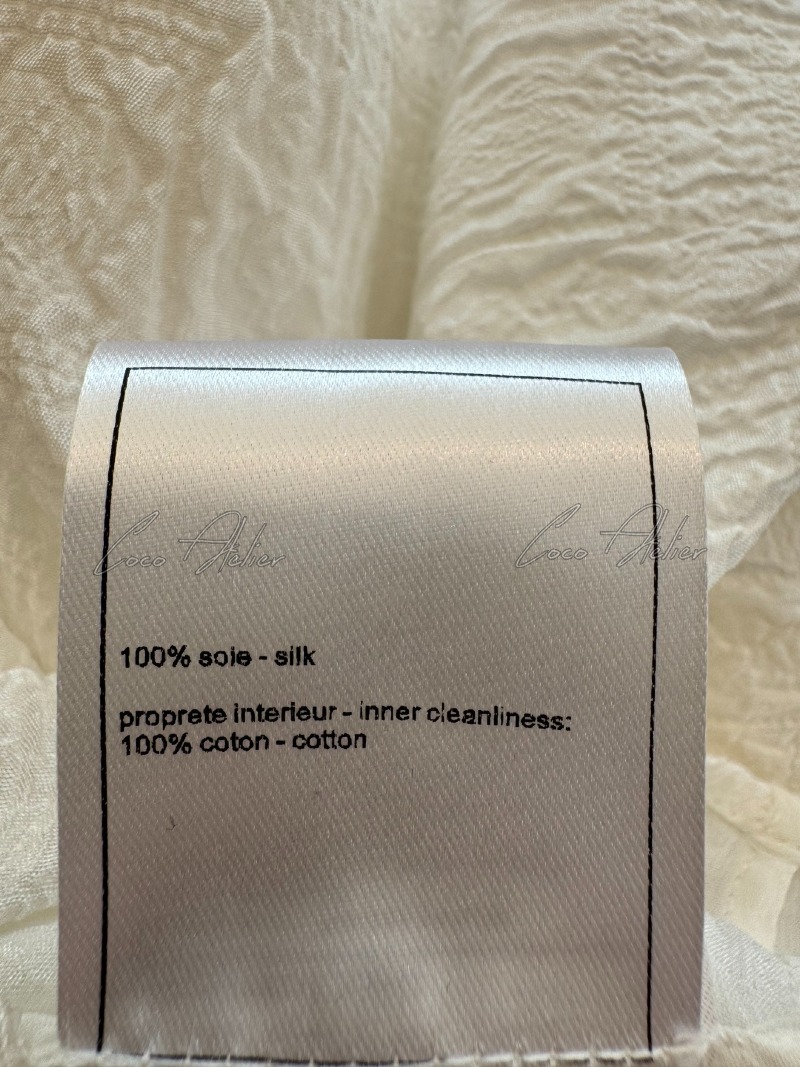 Coco Atelier Coco Atelier
100% soie - silk
proprete interieur - inner cleanliness:
100% coton - cotton